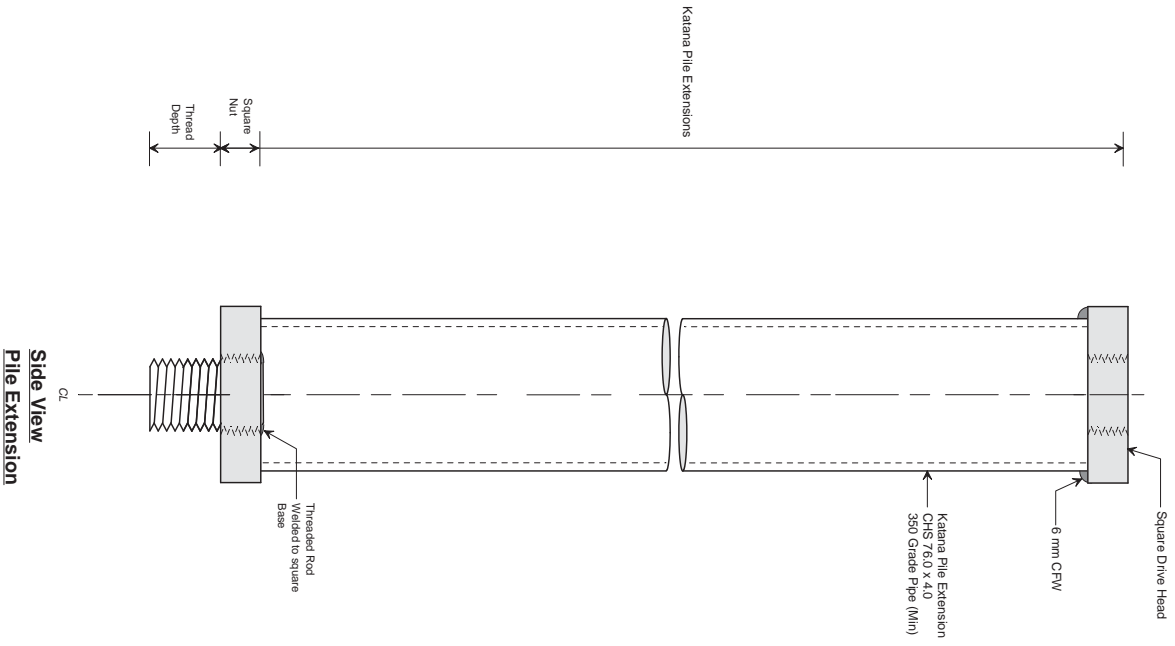 Katana Pile Extensions
Square
Nut
Thread
Depth
Square Drive Head
6 mm CFW
Katana Pile Extension
CHS 76.0 x 4.0
350 Grade Pipe (Min)
Threaded Rod
Welded to square
Base
CL
Side View
Pile Extension